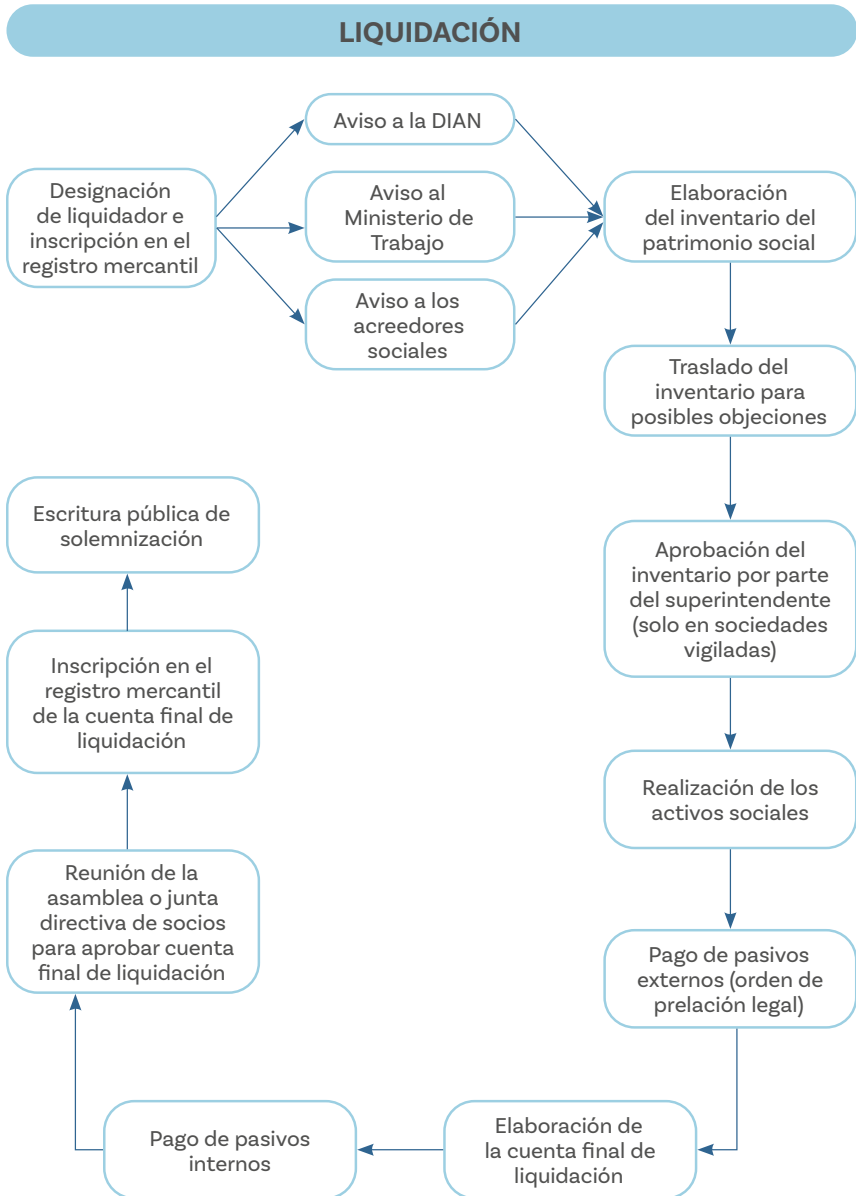 LIQUIDACIÓN
Designación
de liquidador e
inscripción en el
registro mercantil
Aviso a la DIAN
Aviso al
Ministerio de
Trabajo
Aviso a los
acreedores
sociales
Elaboración
del inventario del
patrimonio social
Traslado del
inventario para
posibles objeciones
Aprobación del
inventario por parte
del superintendente
(solo en sociedades
vigiladas)
Realización de los
activos sociales
Pago de pasivos
externos (orden de
prelación legal)
Elaboración de
la cuenta final de
liquidación
Pago de pasivos
internos
Reunión de la
asamblea o junta
directiva de socios
para aprobar cuenta
final de liquidación
Inscripción en el
registro mercantil
de la cuenta final de
liquidación
Escritura pública de
solemnización